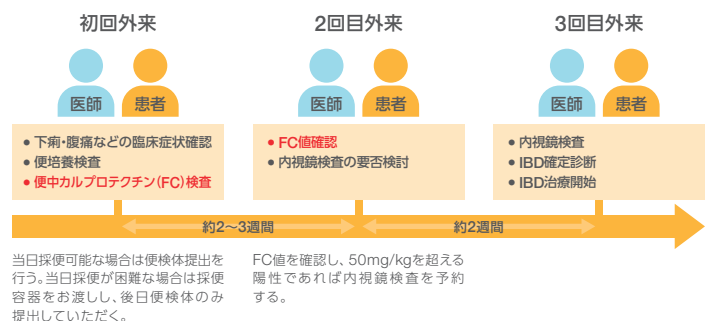 初回外来
2回目外来
3回目外来
医師
患者
医師
患者
医師
患者
● 下痢・腹痛などの臨床症状確認
● 便培養検査
● 便中カルプロテクチン（FC）検査
● FC値確認
● 内視鏡検査の要否検討
● 内視鏡検査
● IBD確定診断
● IBD治療開始
約2〜3週間
約2週間
当日採便可能な場合は便検体提出を
行う。当日採便が困難な場合は採便
容器をお渡しし、後日便検体のみ
提出していただく。
FC値を確認し、50mg/kgを超える
陽性であれば内視鏡検査を予約
する。